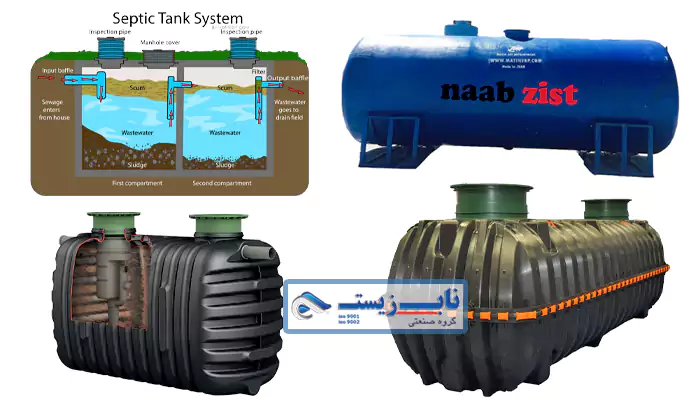 Septic Tank System
Inspection pipe
Manhole cover
Inspection pipe
Input baffle
Filter
Output baffle
Scum
Scum
Sewage
enters
from house
Wastewater
goes to
drain field
Wastewater
Wastewater
Sludge
Sludge
First compartment
Second compartment
naab zist
ناب زیست
گروه صنعتی
iso 9001
iso 9002